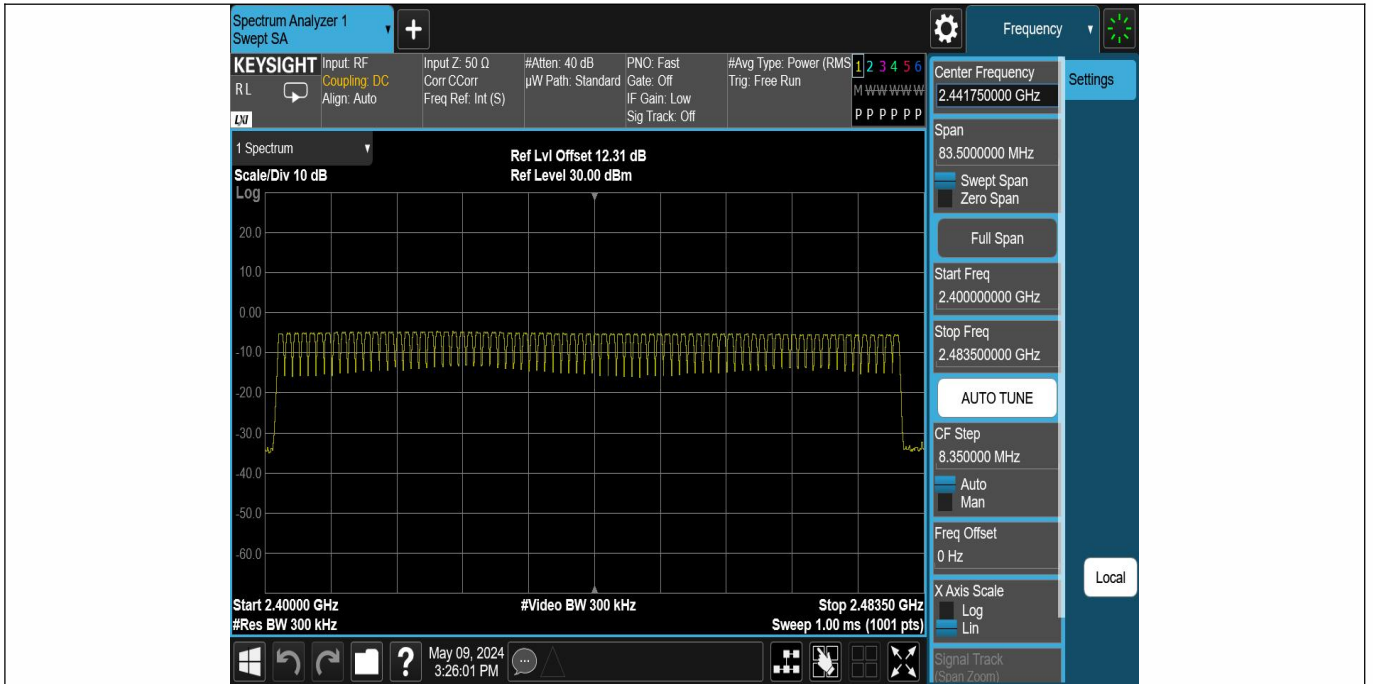 Spectrum Analyzer 1
Swept SA
+
Frequency
KEYSIGHT
RL
LXI
Input: RF
Coupling: DC
Align: Auto
Input Z: 50 Ω
Corr CCorr
Freq Ref: Int (S)
#Atten: 40 dB
µW Path: Standard
PNO: Fast
Gate: Off
IF Gain: Low
Sig Track: Off
#Avg Type: Power (RMS
Trig: Free Run
1 2 3 4 5 6
M W W W W W
P P P P P P
Center Frequency
2.441750000 GHz
Settings
Span
83.5000000 MHz
Swept Span
Zero Span
Full Span
Start Freq
2.400000000 GHz
Stop Freq
2.483500000 GHz
AUTO TUNE
CF Step
8.350000 MHz
Auto
Man
Freq Offset
0 Hz
X Axis Scale
Log
Lin
Signal Track
(Span Zoom)
Local
1 Spectrum
Scale/Div 10 dB
Ref Lvl Offset 12.31 dB
Ref Level 30.00 dBm
Log
20.0
10.0
0.00
-10.0
-20.0
-30.0
-40.0
-50.0
-60.0
Start 2.40000 GHz
#Res BW 300 kHz
#Video BW 300 kHz
Stop 2.48350 GHz
Sweep 1.00 ms (1001 pts)
?
May 09, 2024
3:26:01 PM